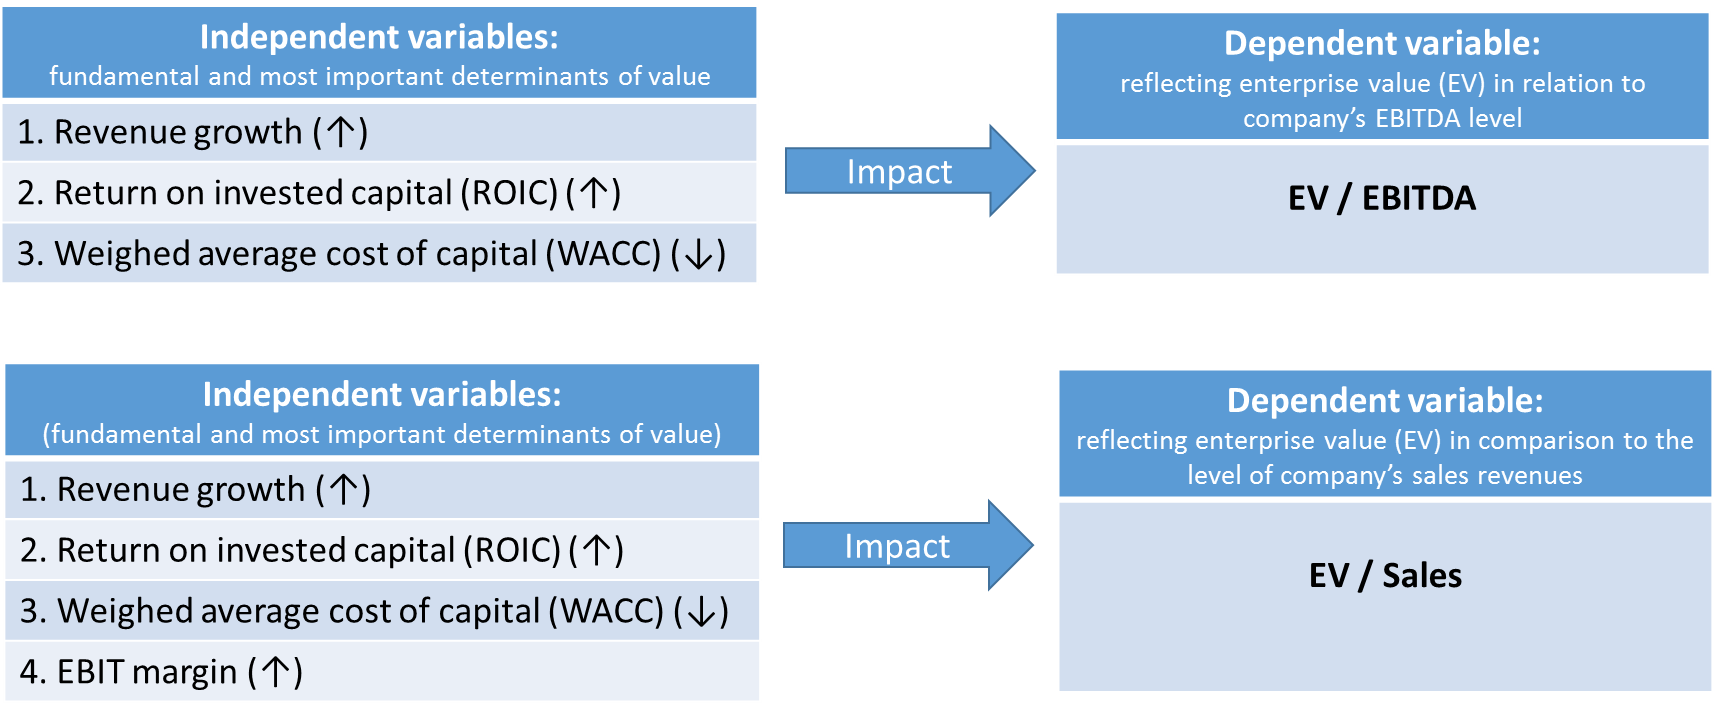 Independent variables:
fundamental and most important determinants of value
1. Revenue growth (↑)
2. Return on invested capital (ROIC) (↑)
3. Weighed average cost of capital (WACC) (↓)
Impact
Dependent variable:
reflecting enterprise value (EV) in relation to
company’s EBITDA level
EV / EBITDA
Independent variables:
(fundamental and most important determinants of value)
1. Revenue growth (↑)
2. Return on invested capital (ROIC) (↑)
3. Weighed average cost of capital (WACC) (↓)
4. EBIT margin (↑)
Impact
Dependent variable:
reflecting enterprise value (EV) in comparison to the
level of company’s sales revenues
EV / Sales